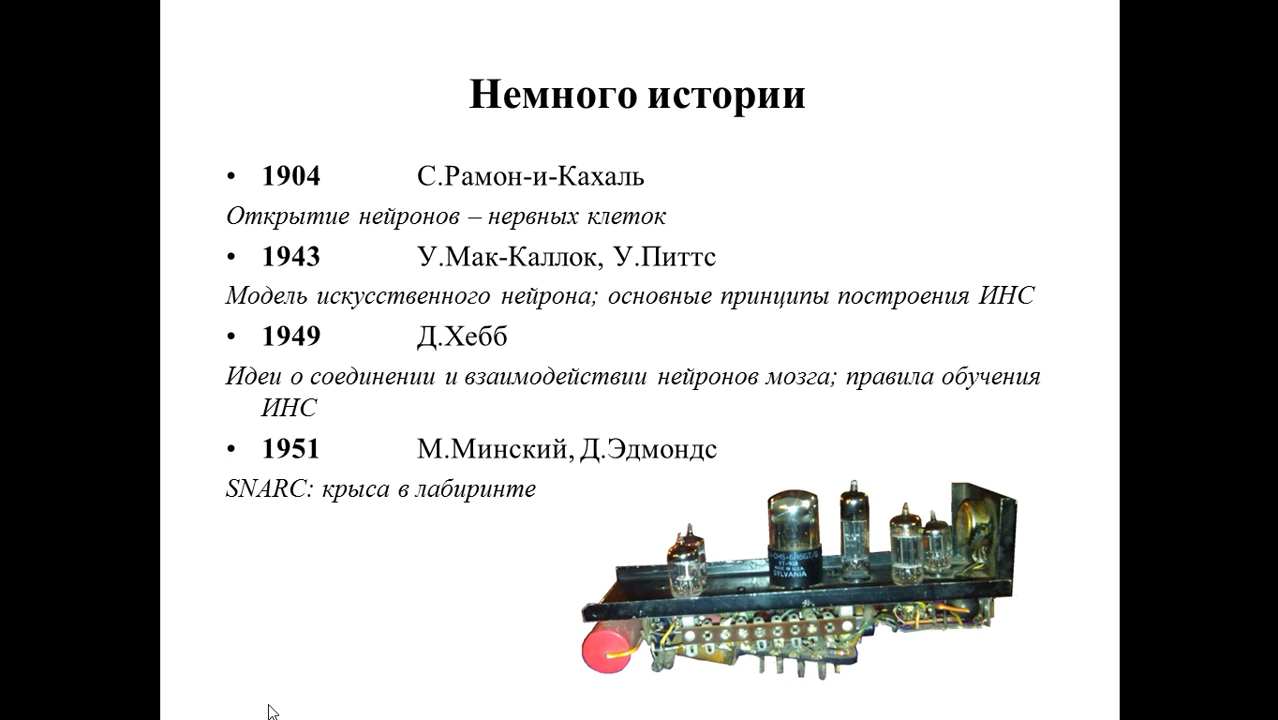 Немного истории
• 1904 С.Рамон-и-Кахаль
Открытие нейронов – нервных клеток
• 1943 У.Мак-Каллок, У.Питтс
Модель искусственного нейрона; основные принципы построения ИНС
• 1949 Д.Хебб
Идеи о соединении и взаимодействии нейронов мозга; правила обучения
ИНС
• 1951 М.Минский, Д.Эдмондс
SNARC: крыса в лабиринте
SYLVANIA